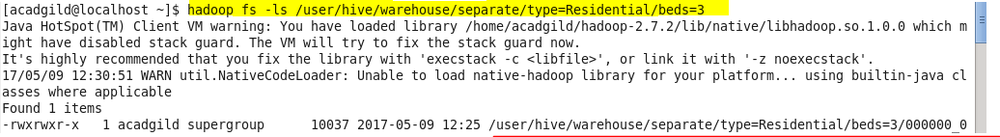 [acadgild@localhost ~]$ hadoop fs -ls /user/hive/warehouse/separate/type=Residential/beds=3
Java HotSpot(TM) Client VM warning: You have loaded library /home/acadgild/hadoop-2.7.2/lib/native/libhadoop.so.1.0.0 which m
ight have disabled stack guard. The VM will try to fix the stack guard now.
It's highly recommended that you fix the library with 'execstack -c <libfile>', or link it with '-z noexecstack'.
17/05/09 12:30:51 WARN util.NativeCodeLoader: Unable to load native-hadoop library for your platform... using builtin-java cl
asses where applicable
Found 1 items
-rwxrwxr-x   1 acadgild supergroup      10037 2017-05-09 12:25 /user/hive/warehouse/separate/type=Residential/beds=3/000000_0